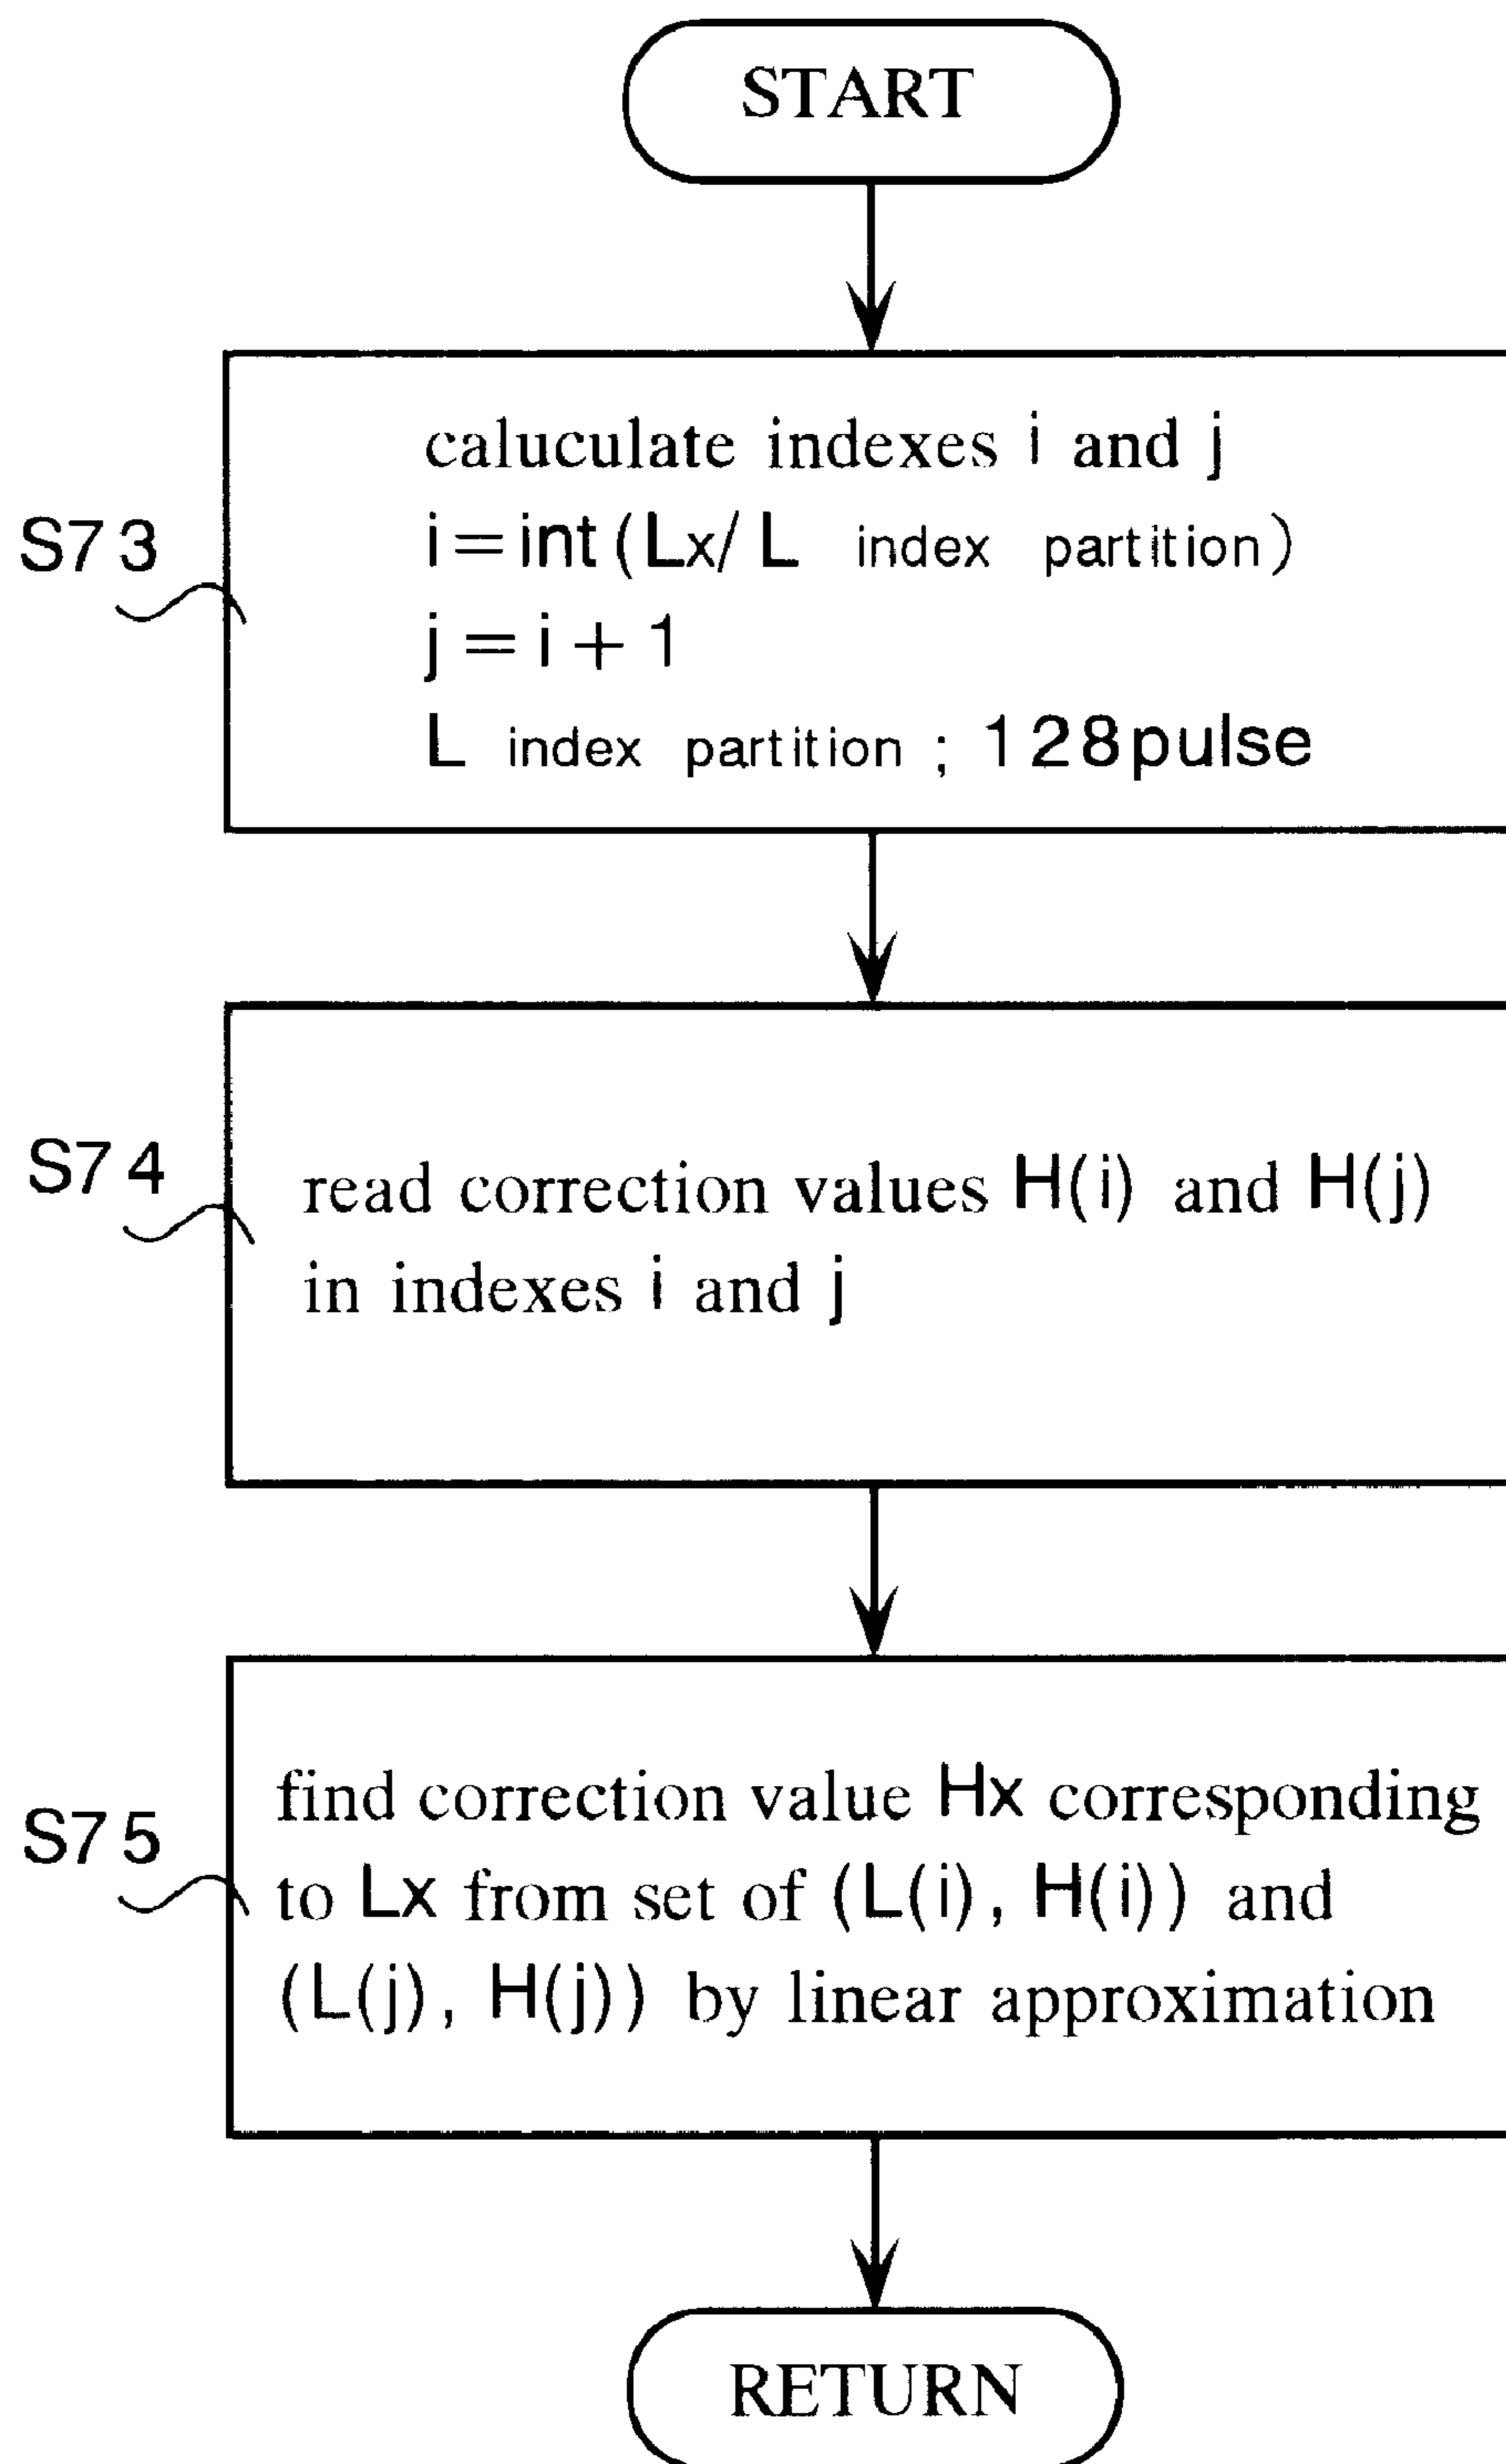 START
S73
caluculate indexes i and j
i=int(Lx/L index partition)
j=i+1
L index partition ; 128pulse
S74
read correction values H(i) and H(j)
in indexes i and j
S75
find correction value Hx corresponding
to Lx from set of (L(i), H(i)) and
(L(j), H(j)) by linear approximation
RETURN